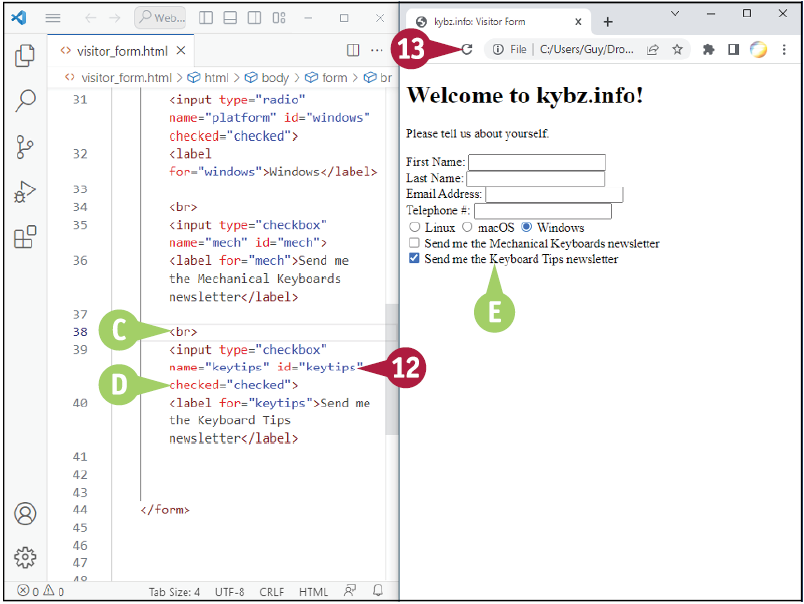 Web...
visitor_form.html
visitor_form.html > html > body > form > br
31 <input type="radio"
name="platform" id="windows"
checked="checked">
32 <label
for="windows">Windows</label>
33
34 <br>
35 <input type="checkbox"
name="mech" id="mech">
36 <label for="mech">Send me
the Mechanical Keyboards
newsletter</label>
37
38 <br>
39 <input type="checkbox"
name="keytips" id="keytips"
checked="checked">
40 <label for="keytips">Send me
the Keyboard Tips
newsletter</label>
41
42
43
44 </form>
45
46
47
48
0 0 Tab Size: 4 UTF-8 CRLF HTML
C
D
12
13
kybz.info: Visitor Form
File C:/Users/Guy/Dro...
Welcome to kybz.info!
Please tell us about yourself.
First Name:
Last Name:
Email Address:
Telephone #:
Linux macOS Windows
Send me the Mechanical Keyboards newsletter
Send me the Keyboard Tips newsletter
E